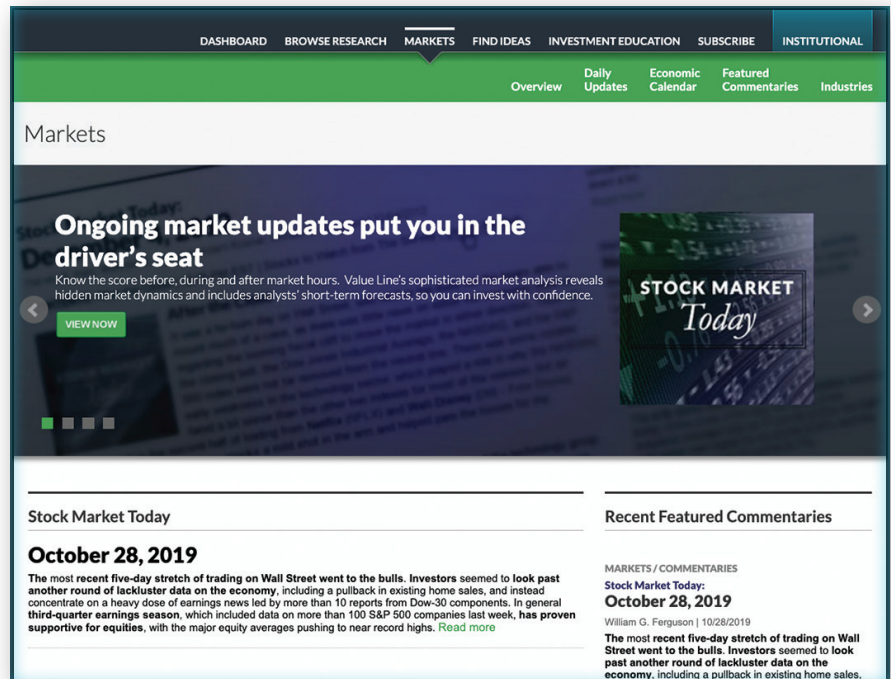 DASHBOARD BROWSE RESEARCH MARKETS FIND IDEAS INVESTMENT EDUCATION SUBSCRIBE INSTITUTIONAL
Overview Daily Updates Economic Calendar Featured Commentaries Industries
Markets
Ongoing market updates put you in the
driver's seat
Know the score before, during and after market hours. Value Line's sophisticated market analysis reveals
hidden market dynamics and includes analysts' short-term forecasts, so you can invest with confidence.
VIEW NOW
STOCK MARKET
Today
Stock Market Today
October 28, 2019
The most recent five-day stretch of trading on Wall Street went to the bulls. Investors seemed to look past
another round of lackluster data on the economy, including a pullback in existing home sales, and instead
concentrate on a heavy dose of earnings news led by more than 10 reports from Dow-30 components. In general
third-quarter earnings season, which included data on more than 100 S&P 500 companies last week, has proven
supportive for equities, with the major equity averages pushing to near record highs. Read more
Recent Featured Commentaries
MARKETS / COMMENTARIES
Stock Market Today:
October 28, 2019
William G. Ferguson | 10/28/2019
The most recent five-day stretch of trading on Wall
Street went to the bulls. Investors seemed to look
past another round of lackluster data on the
economy, including a pullback in existing home sales,